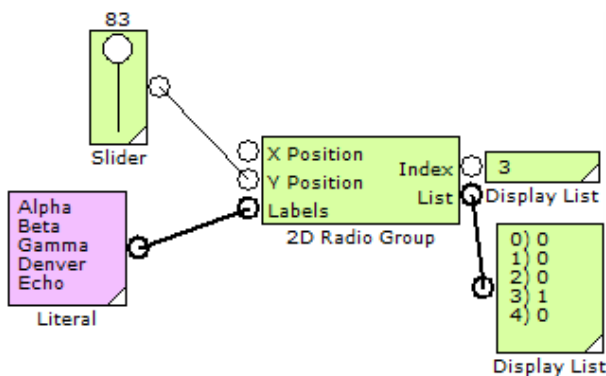 83
Slider
Alpha
Beta
Gamma
Denver
Echo
Literal
X Position
Y Position
Labels
Index
List
2D Radio Group
3
Display List
0) 0
1) 0
2) 0
3) 1
4) 0
Display List